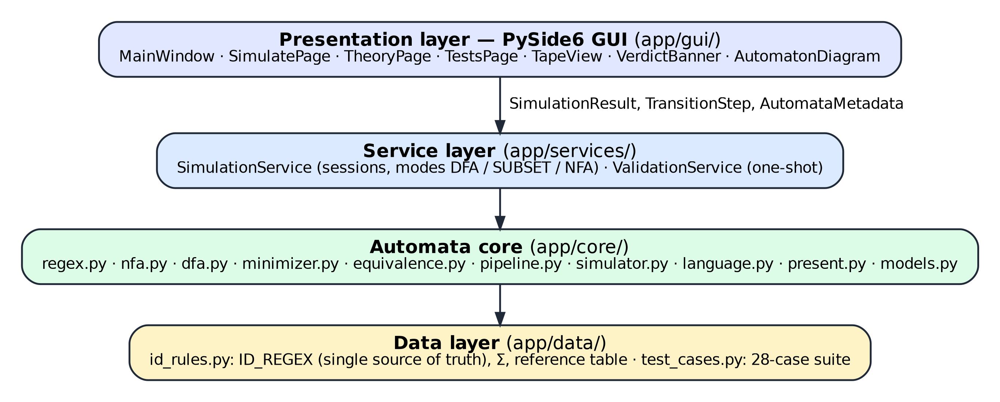 Presentation layer — PySide6 GUI (app/gui/)
MainWindow · SimulatePage · TheoryPage · TestsPage · TapeView · VerdictBanner · AutomatonDiagram
SimulationResult, TransitionStep, AutomataMetadata
Service layer (app/services/)
SimulationService (sessions, modes DFA / SUBSET / NFA) · ValidationService (one-shot)
Automata core (app/core/)
regex.py · nfa.py · dfa.py · minimizer.py · equivalence.py · pipeline.py · simulator.py · language.py · present.py · models.py
Data layer (app/data/)
id_rules.py: ID_REGEX (single source of truth), Σ, reference table · test_cases.py: 28-case suite